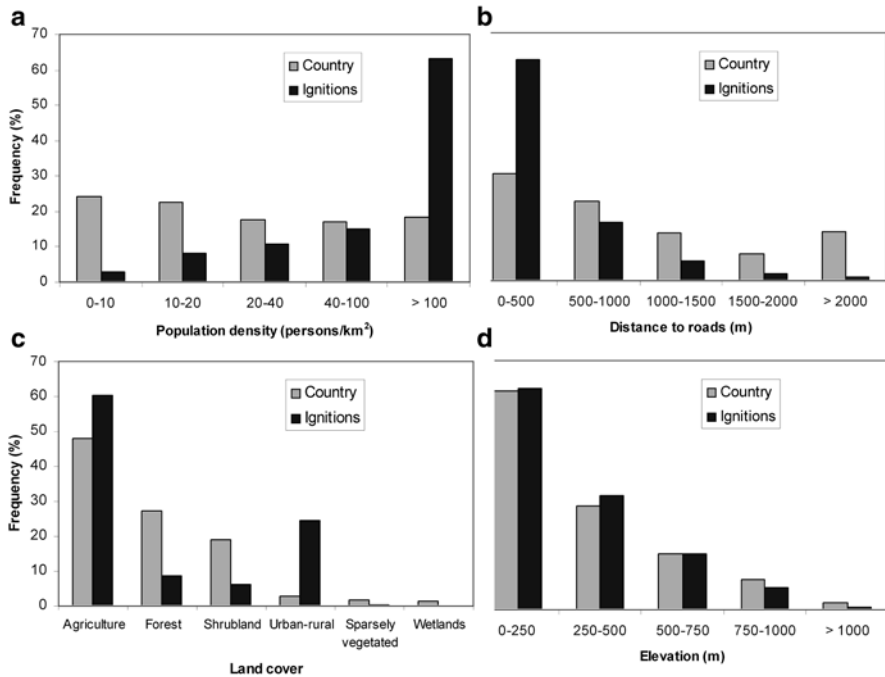 a
70
60
50
40
30
20
10
0
Frequency (%)
Country
Ignitions
0-10 10-20 20-40 40-100 > 100
Population density (persons/km²)
b
Country
Ignitions
0-500 500-1000 1000-1500 1500-2000 > 2000
Distance to roads (m)
c
70
60
50
40
30
20
10
0
Frequency (%)
Country
Ignitions
Agriculture Forest Shrubland Urban-rural Sparsely Wetlands
vegetated
Land cover
d
Country
Ignitions
0-250 250-500 500-750 750-1000 > 1000
Elevation (m)